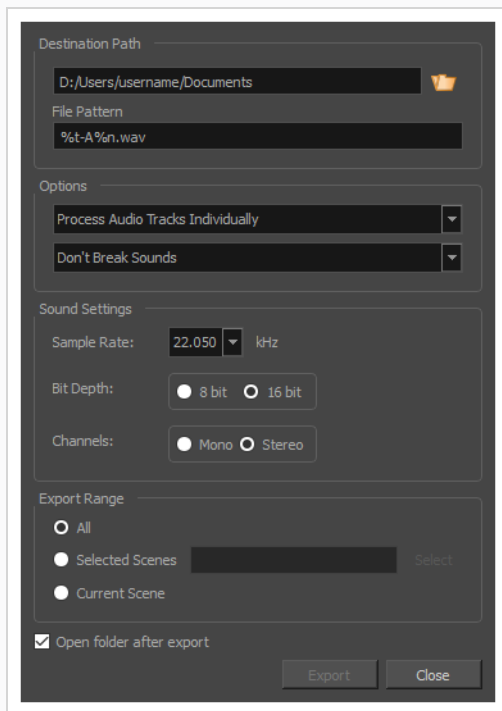 Destination Path
D:/Users/username/Documents
File Pattern
%t-A%n.wav
Options
Process Audio Tracks Individually
Don't Break Sounds
Sound Settings
Sample Rate: 22.050 kHz
Bit Depth: 8 bit 16 bit
Channels: Mono Stereo
Export Range
All
Selected Scenes Select
Current Scene
Open folder after export
Export Close